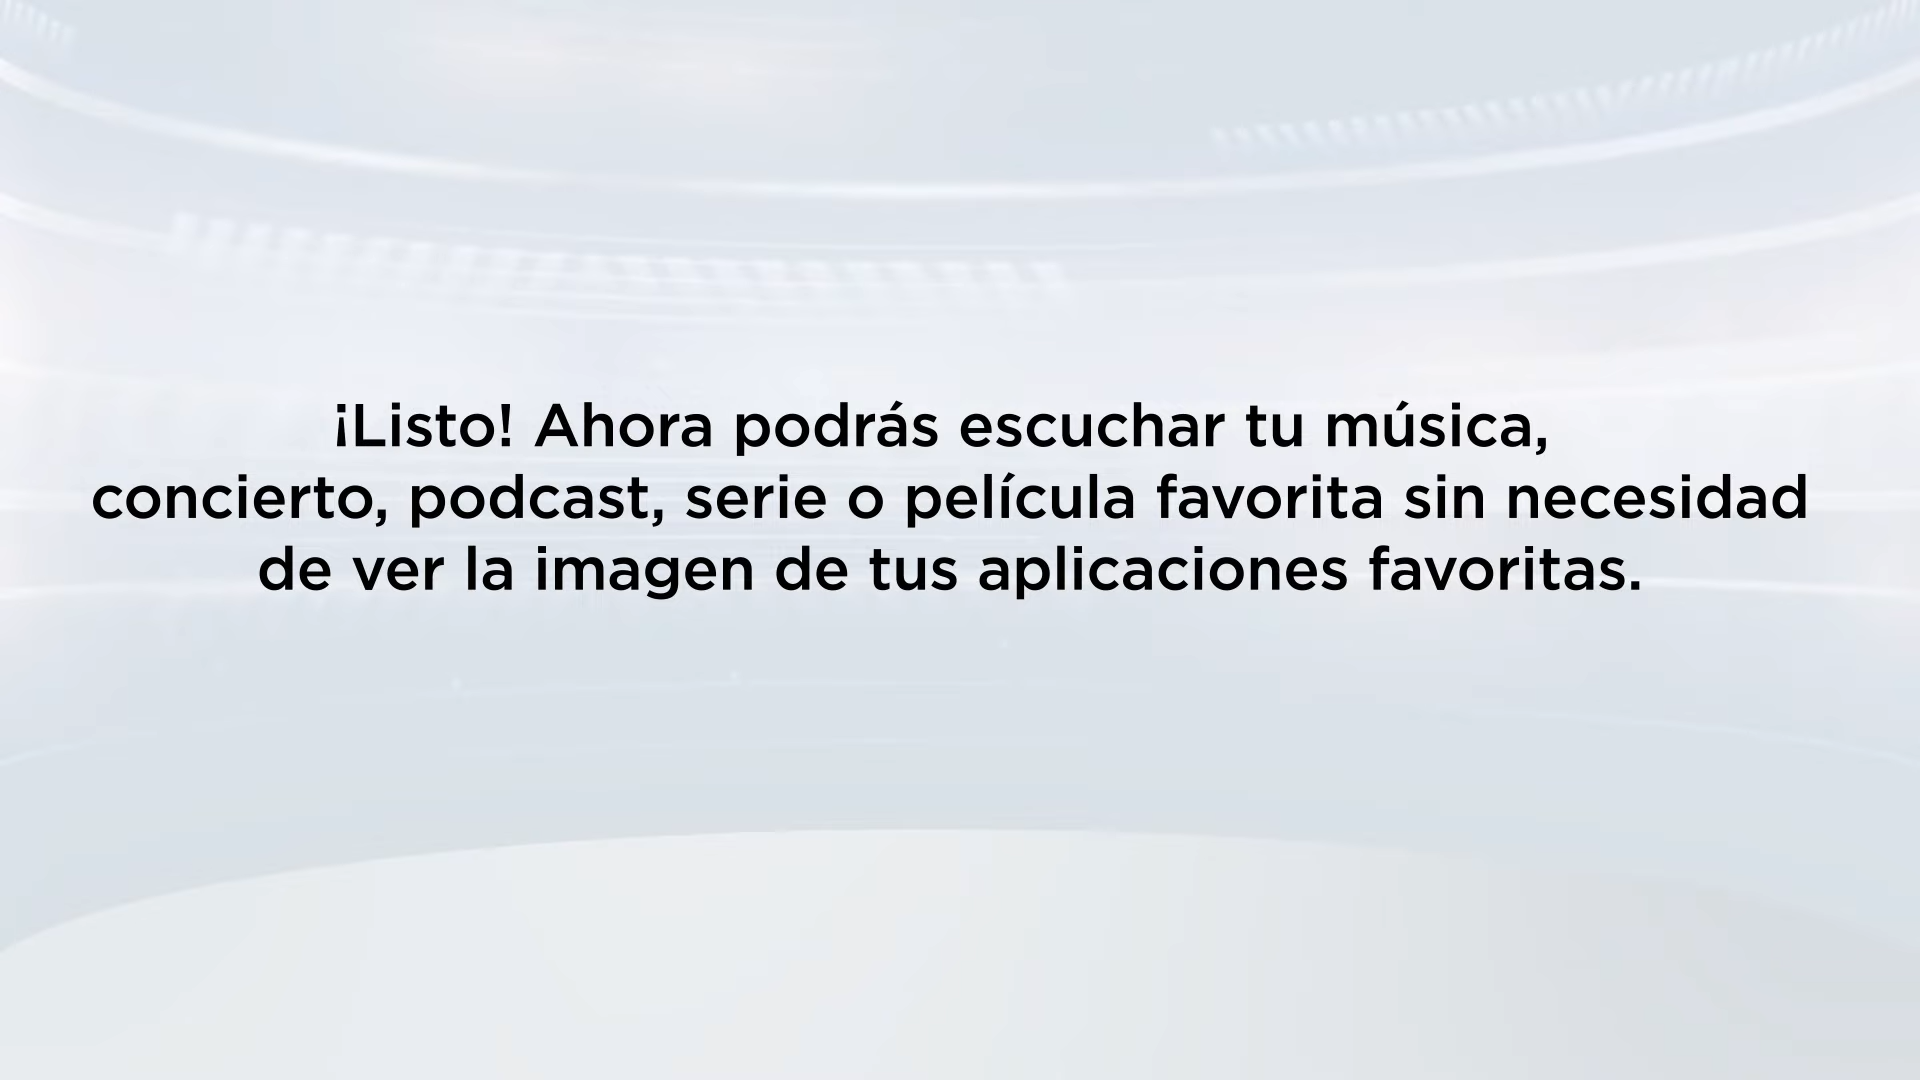 ¡Listo! Ahora podrás escuchar tu música,
concierto, podcast, serie o película favorita sin necesidad
de ver la imagen de tus aplicaciones favoritas.